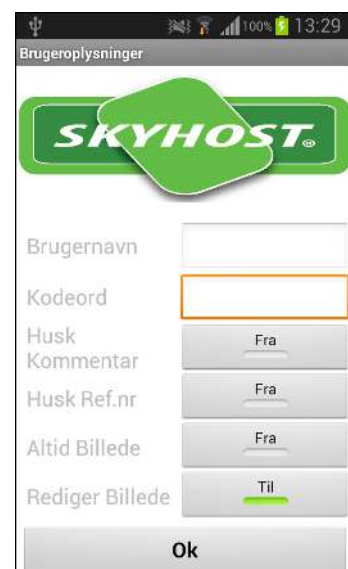 100% 13:29
Brugeroplysninger
SKYHOST®
Brugernavn
Kodeord
Husk
Kommentar
Fra
Husk Ref.nr
Fra
Altid Billede
Fra
Rediger Billede
Til
Ok